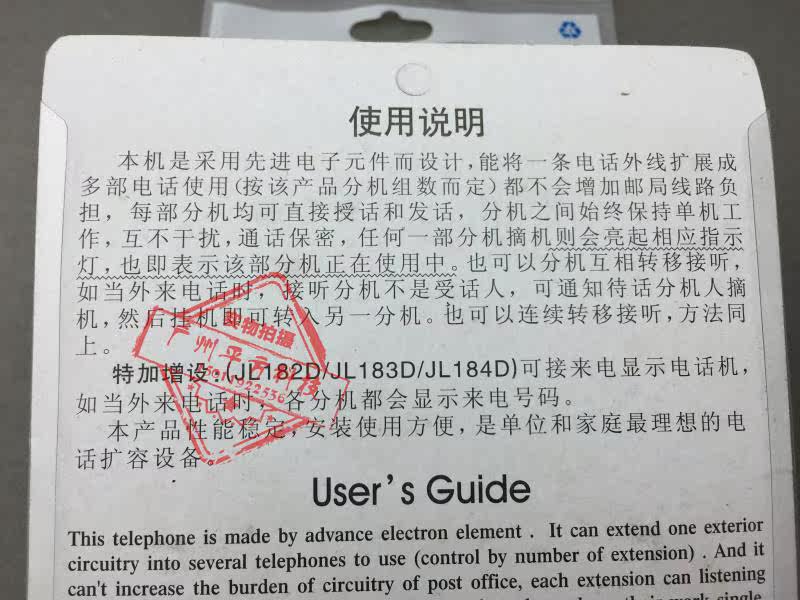 使用说明
本机是采用先进电子元件而设计,能将一条电话外线扩展成
多部电话使用(按该产品分机组数而定)都不会增加邮局线路负
担，每部分机均可直接授话和发话，分机之间始终保持单机工
作,互不干扰,通话保密,任何一部分机摘机则会亮起相应指示
灯,也即表示该部分机正在使用中。也可以分机互相转移接听,
如当外来电话时，接听分机不是受话人，可通知待话分机人摘
机,然后挂机即可转入另一分机。也可以连续转移接听,方法同
上。
特加增设:(JL182D/JL183D/JL184D)可接来电显示电话机,
如当外来电话时，各分机都会显示来电号码。
本产品性能稳定,安装使用方便,是单位和家庭最理想的电
话扩容设备。
实物拍摄
广州平方科技
User's Guide
This telephone is made by advance electron element . It can extend one exterior
circuitry into several telephones to use (control by number of extension) . And it
can't increase the burden of circuitry of post office, each extension can listening
work single